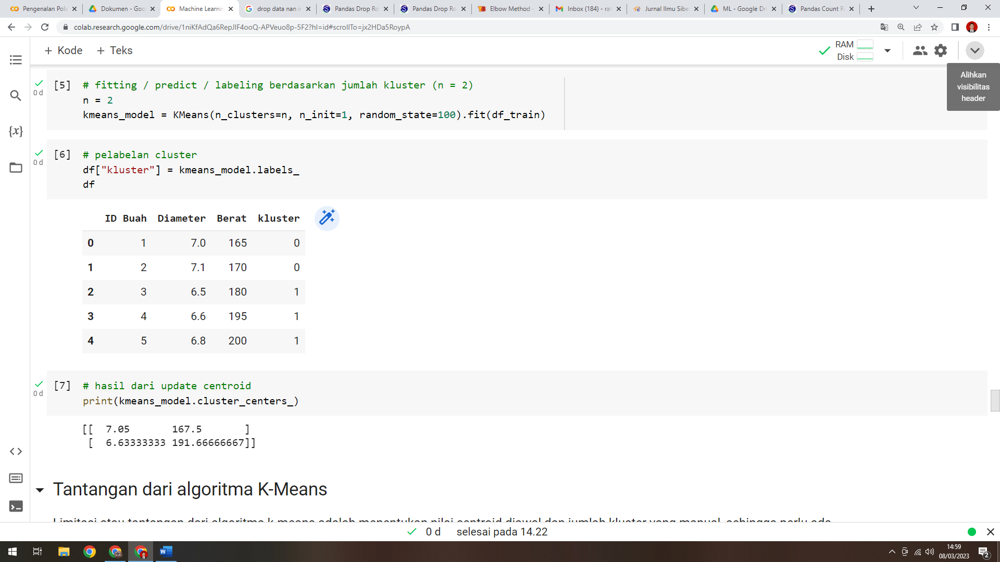 Pengenalan Pola
Dokumen - Goo
Machine Learnin
drop data nan in
Pandas Drop Ro
Pandas Drop Ro
Elbow Method -
Inbox (184) - ra
Jurnal Ilmu Sibe
ML - Google Dr
Pandas Count R
colab.research.google.com/drive/1niKfAdQa6RepJlF4ooQ-APVeuo8p-5F2?hl=id#scrollTo=jx2HDa5RoypA
+ Kode + Teks
RAM
Disk
Alihkan
visibilitas
header
[5] # fitting / predict / labeling berdasarkan jumlah kluster (n = 2)
0 d
n = 2
kmeans_model = KMeans(n_clusters=n, n_init=1, random_state=100).fit(df_train)
[6] # pelabelan cluster
0 d
df["kluster"] = kmeans_model.labels_
df
ID Buah Diameter Berat kluster
0 1 7.0 165 0
1 2 7.1 170 0
2 3 6.5 180 1
3 4 6.6 195 1
4 5 6.8 200 1
[7] # hasil dari update centroid
0 d
print(kmeans_model.cluster_centers_)
[[ 7.05 167.5 ]
[ 6.63333333 191.66666667]]
Tantangan dari algoritma K-Means
Limitasi atau tantangan dari algoritma k-means adalah menentukan nilai centroid diawal dan jumlah kluster yang manual, sehingga perlu ada
0 d selesai pada 14.22
14:59
08/03/2023
2